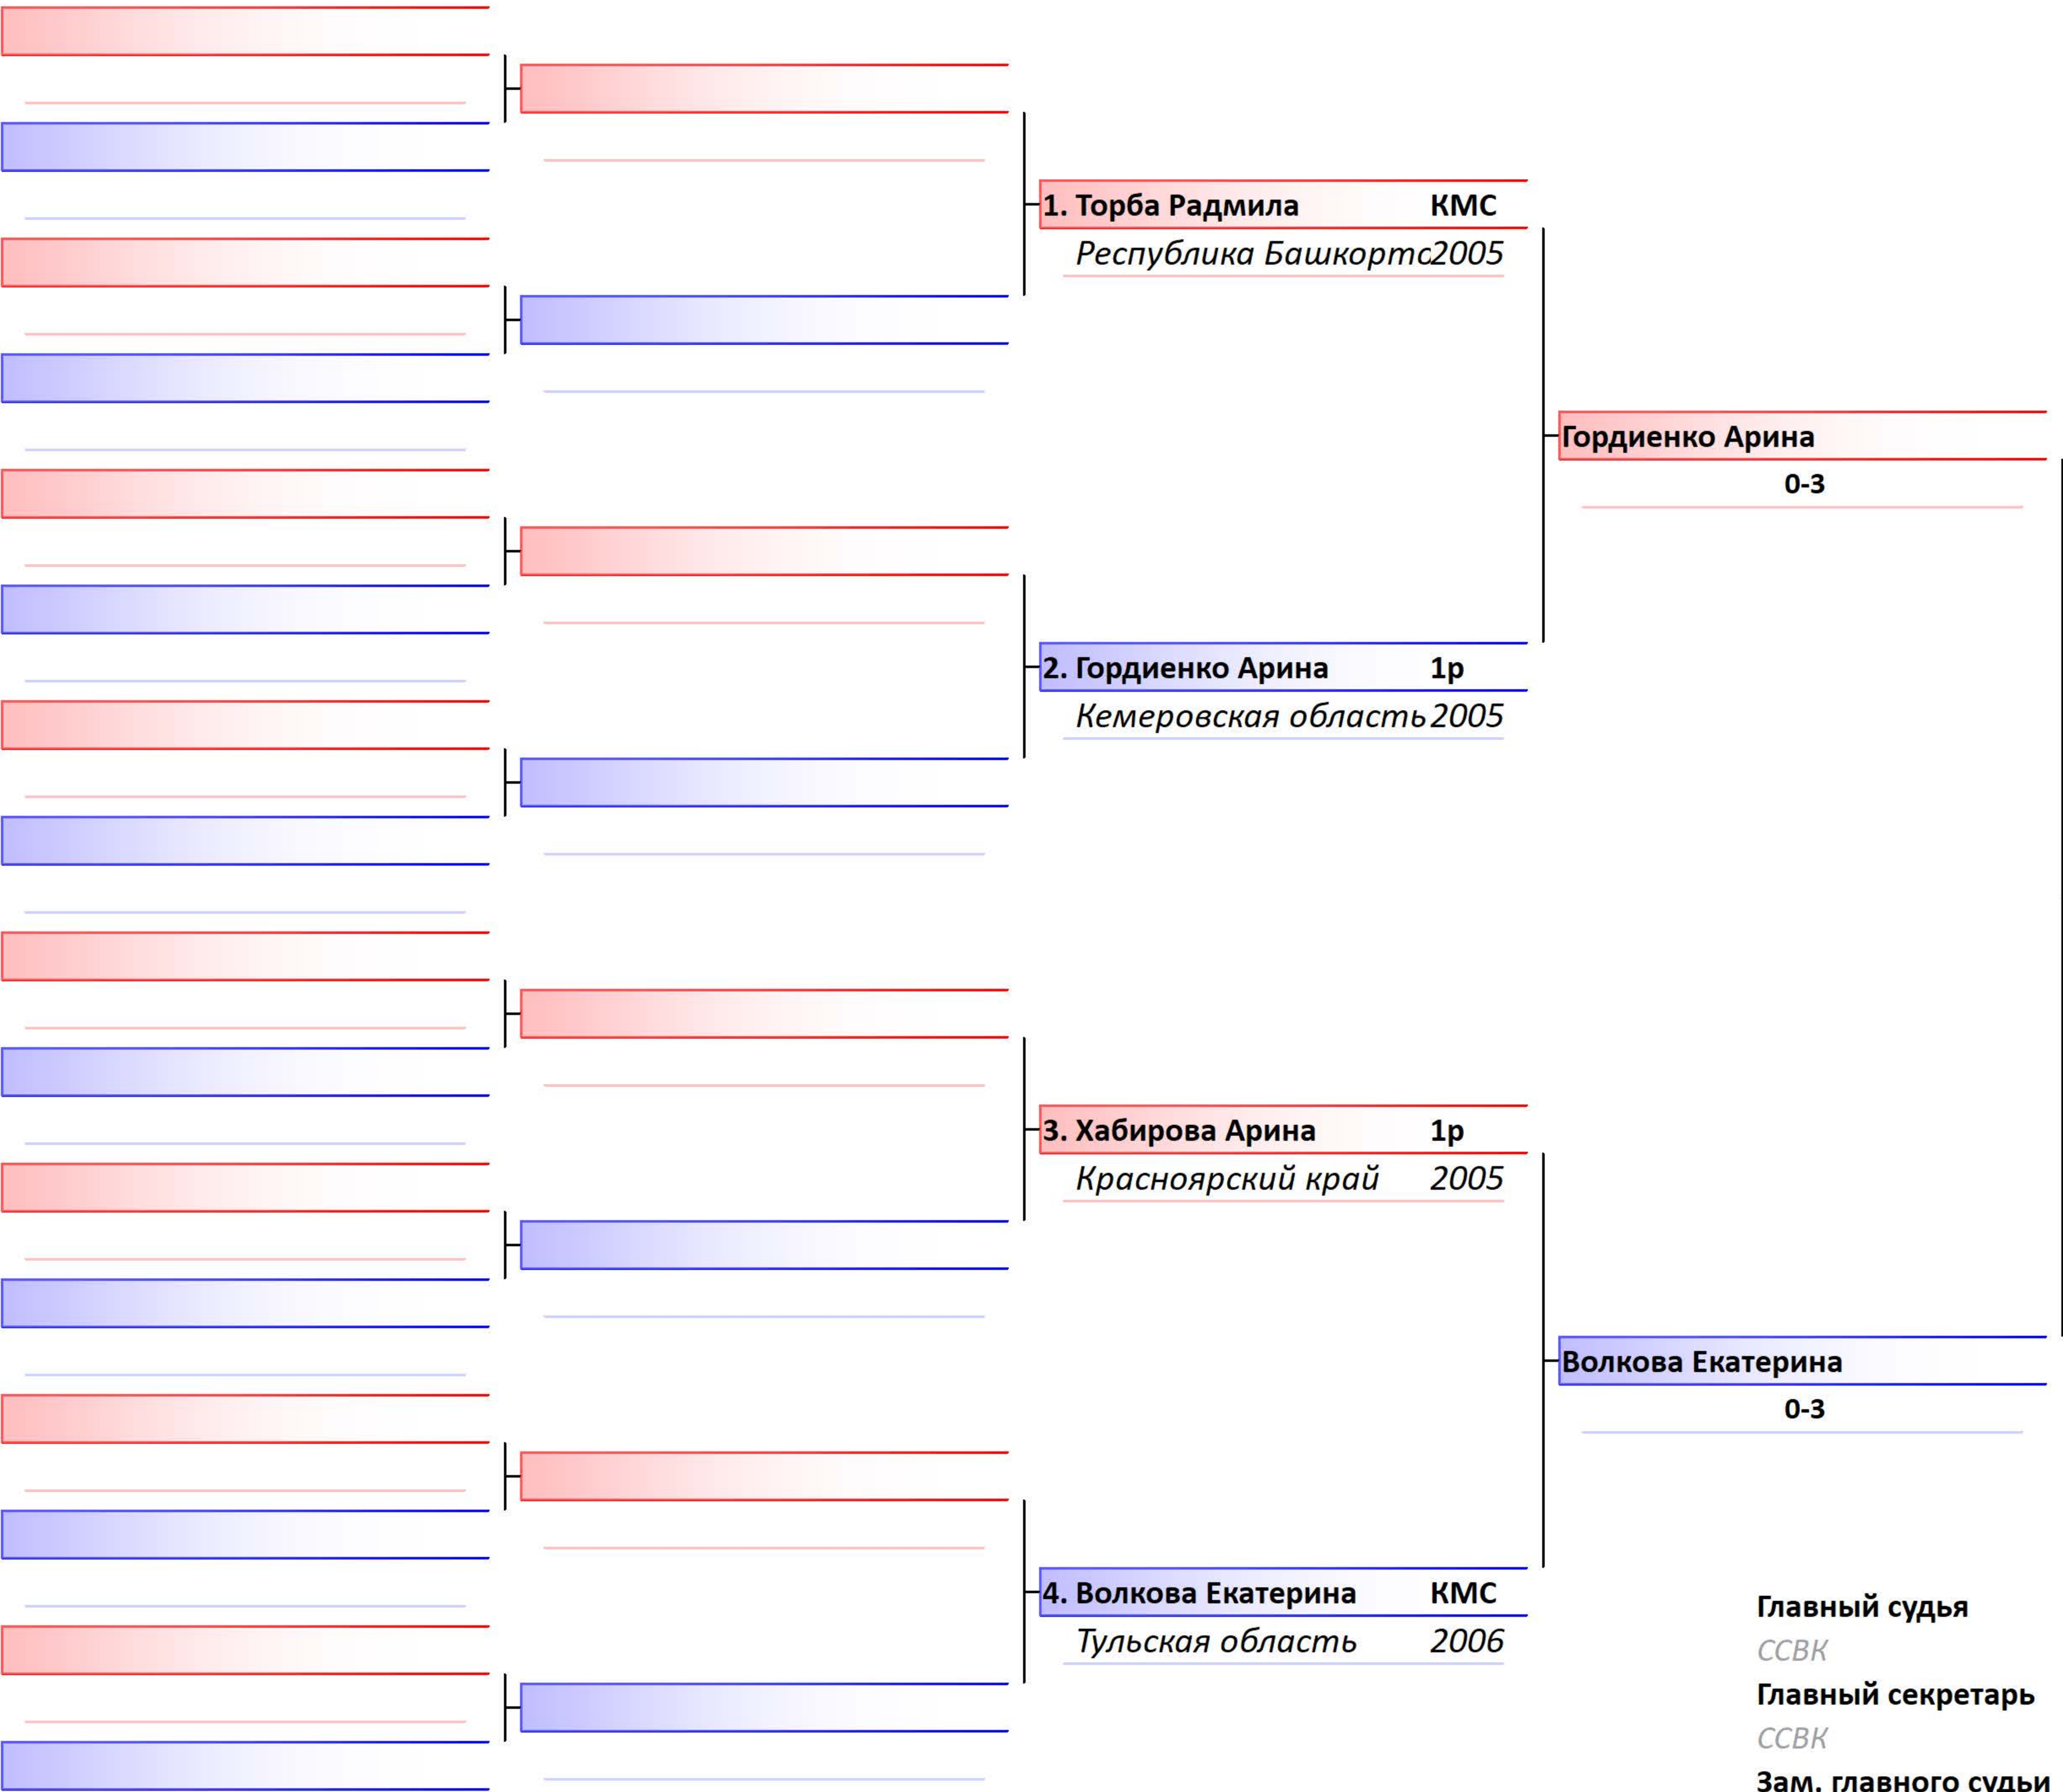 1. Торба Радмила КМС
Республика Башкорто2005
Гордиенко Арина
0-3
2. Гордиенко Арина 1р
Кемеровская область 2005
3. Хабирова Арина 1р
Красноярский край 2005
Волкова Екатерина
0-3
4. Волкова Екатерина КМС
Тульская область 2006
Главный судья
ССВК
Главный секретарь
ССВК
Зам. главного судьи